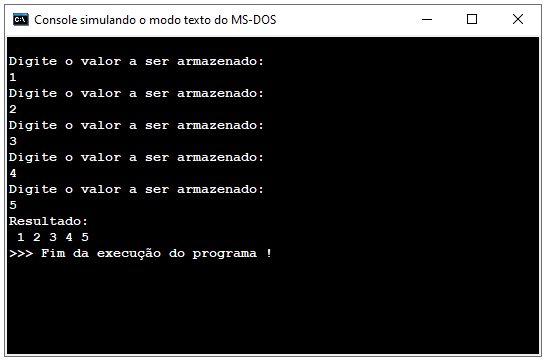 Console simulando o modo texto do MS-DOS
Digite o valor a ser armazenado:
1
Digite o valor a ser armazenado:
2
Digite o valor a ser armazenado:
3
Digite o valor a ser armazenado:
4
Digite o valor a ser armazenado:
5
Resultado:
1 2 3 4 5
>>> Fim da execução do programa !